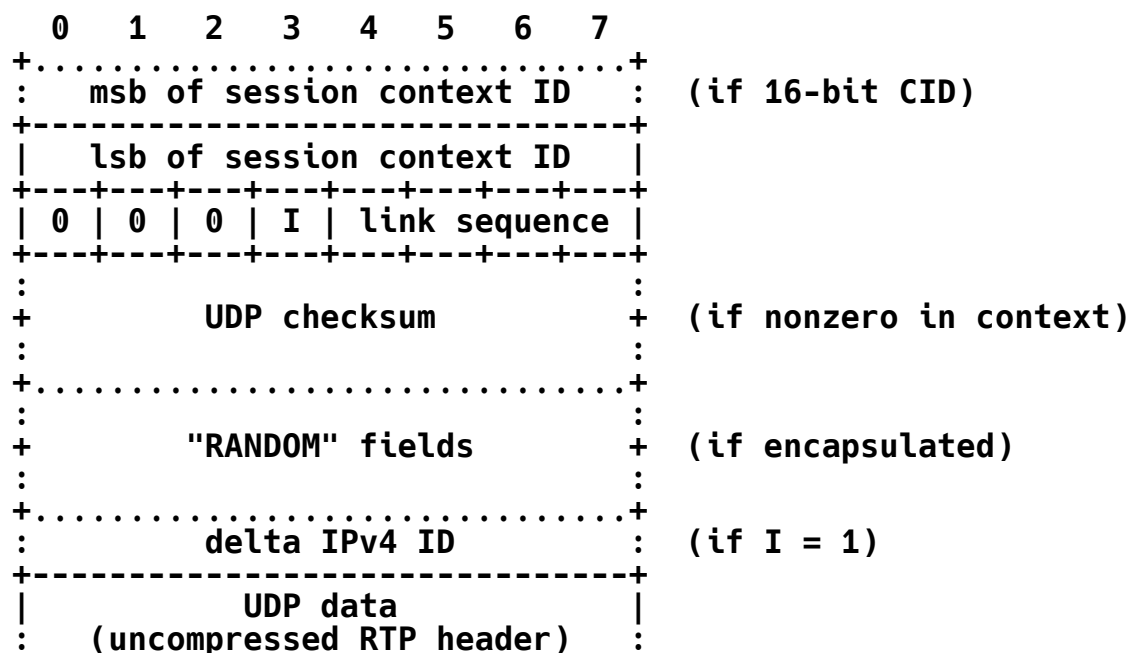 0   1   2   3   4   5   6   7
+...............................+
:   msb of session context ID   :  (if 16-bit CID)
+-------------------------------+
|   lsb of session context ID   |
+---+---+---+---+---+---+---+---+
| 0 | 0 | 0 | I | link sequence |
+---+---+---+---+---+---+---+---+
:                               :
+         UDP checksum          +  (if nonzero in context)
:                               :
+...............................+
:                               :
+        "RANDOM" fields        +  (if encapsulated)
:                               :
+...............................+
:         delta IPv4 ID         :  (if I = 1)
+-------------------------------+
|           UDP data            |
:   (uncompressed RTP header)   :